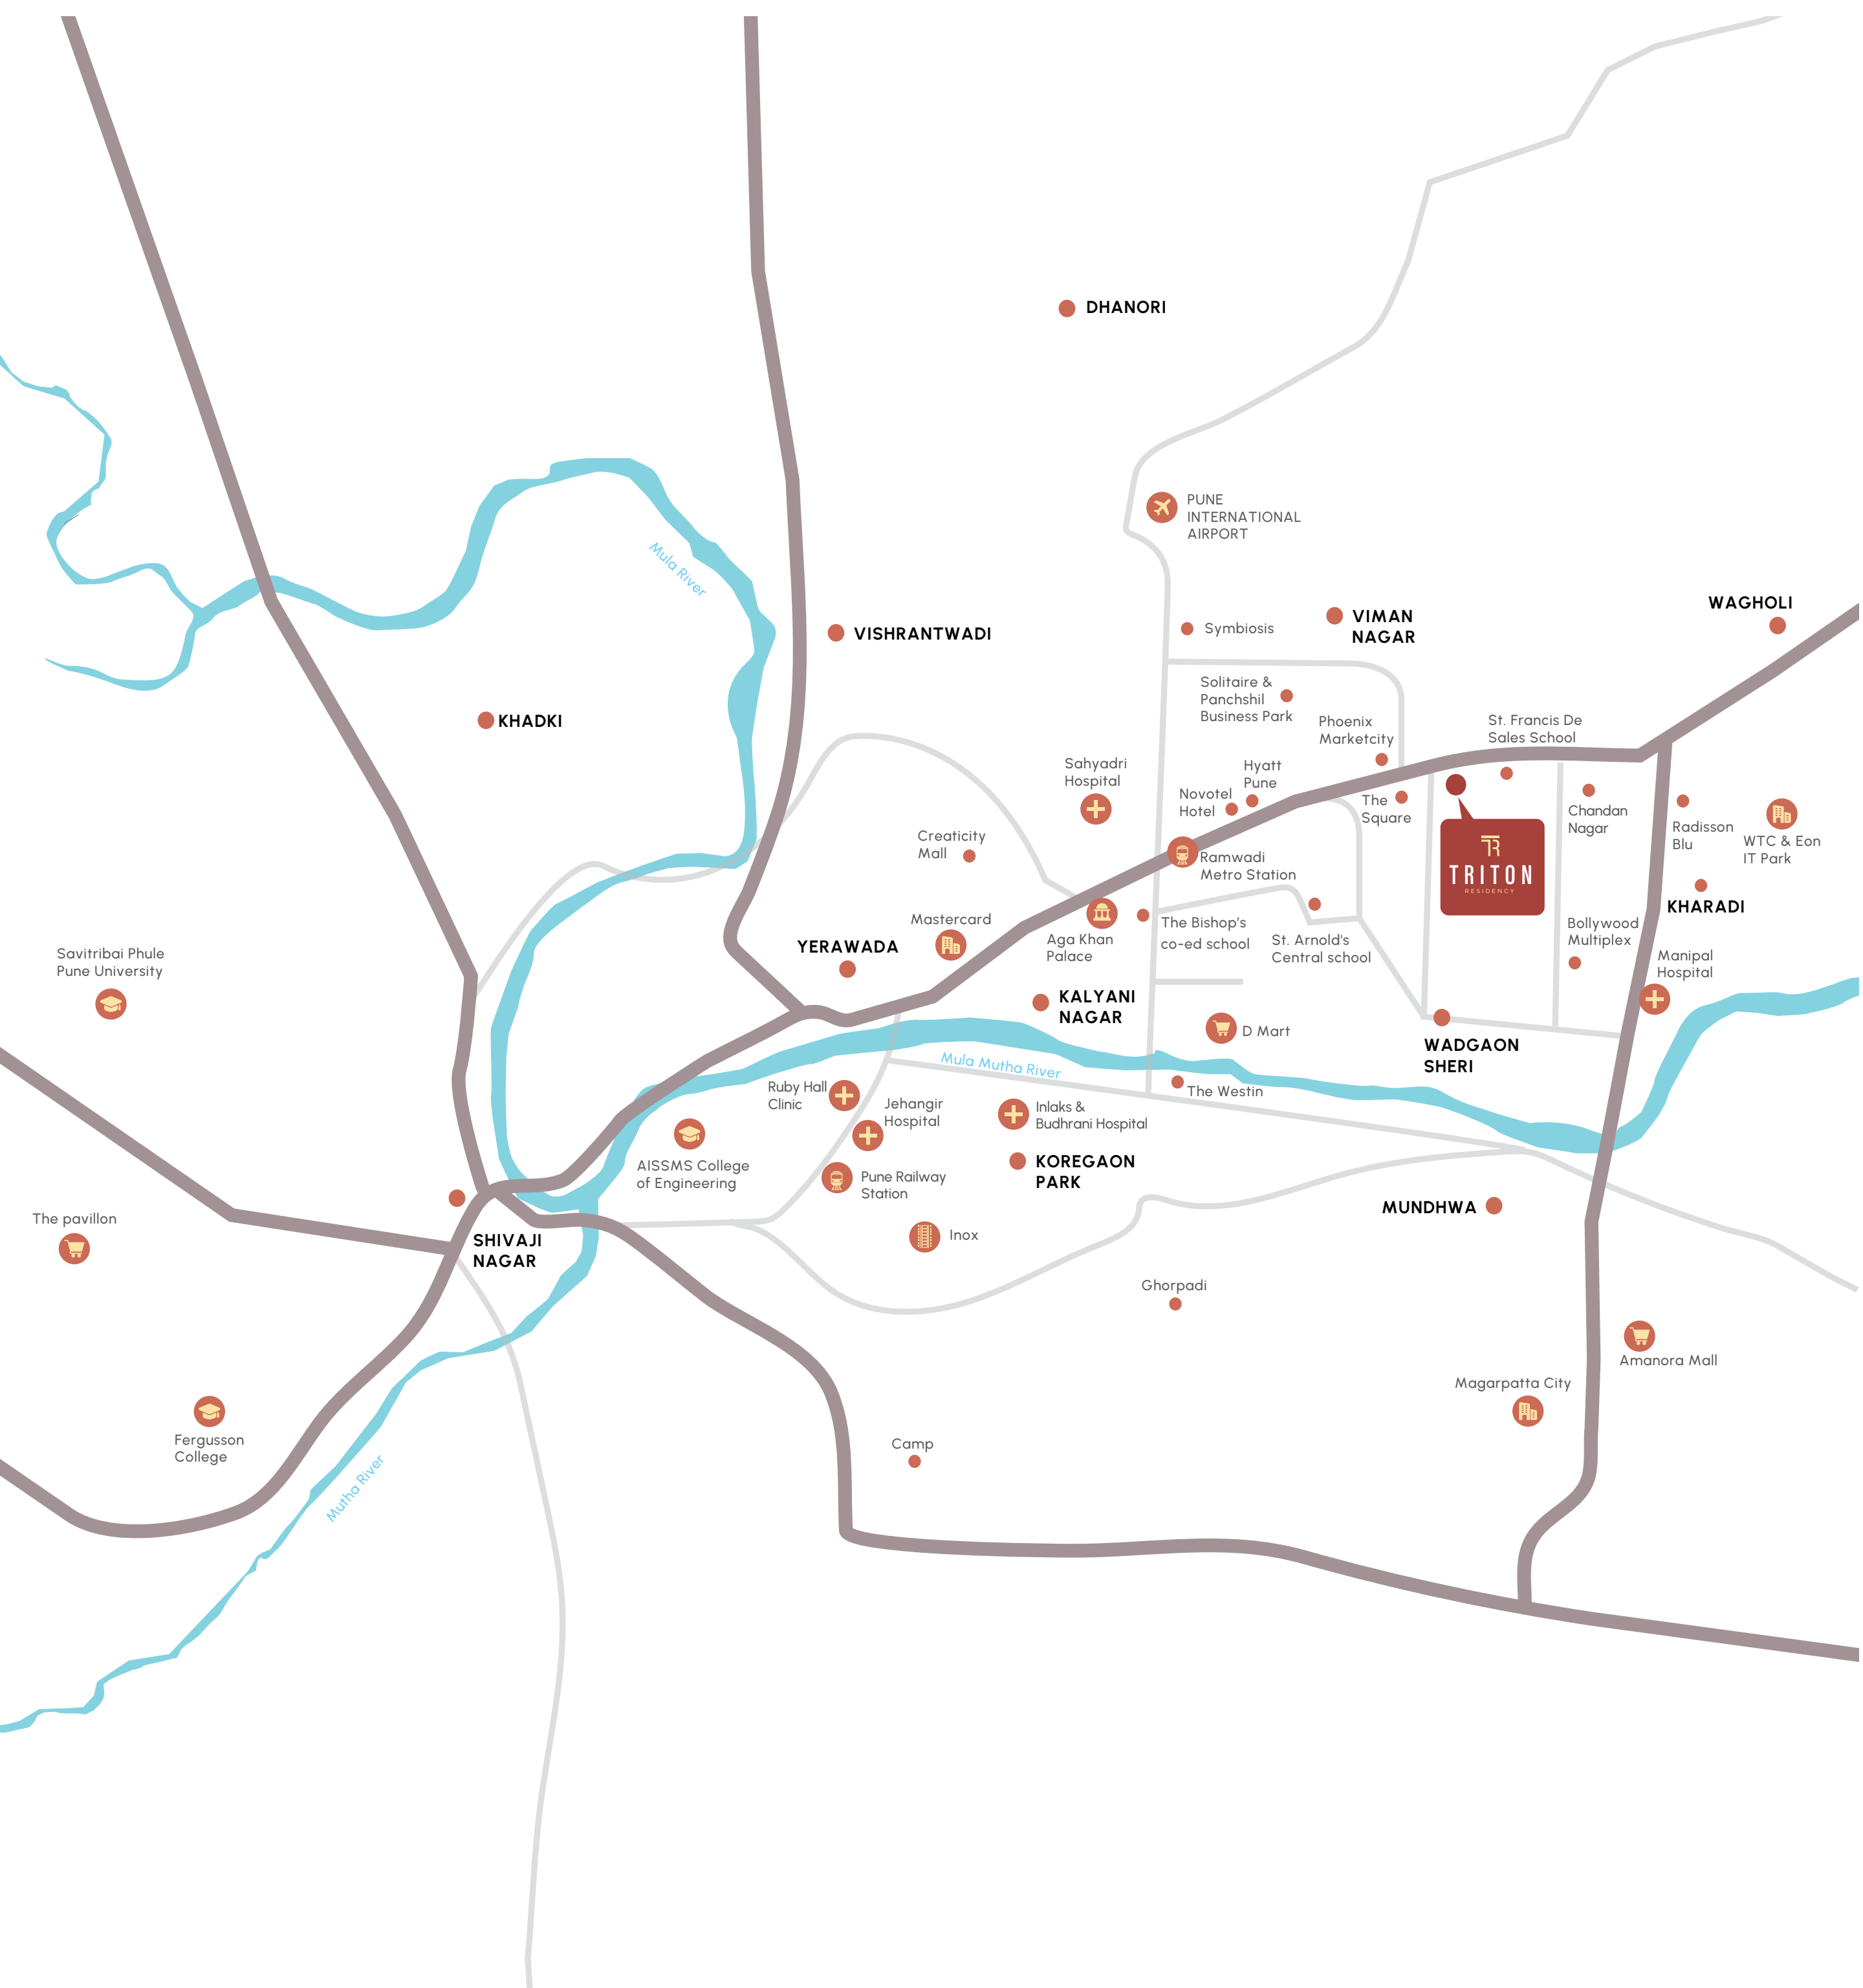 DHANORI
PUNE
INTERNATIONAL
AIRPORT
Mula River
WAGHOLI
VIMAN
NAGAR
Symbiosis
VISHRANTWADI
Solitaire &
Panchshil
Business Park
KHADKI
Phoenix
Marketcity
St. Francis De
Sales School
Sahyadri
Hospital
Hyatt
Pune
Novotel
Hotel
The
Square
Chandan
Nagar
Radisson
Blu
WTC & Eon
IT Park
Creaticity
Mall
Ramwadi
Metro Station
TR
TRITON
RESIDENCY
KHARADI
Mastercard
The Bishop's
co-ed school
Aga Khan
Palace
St. Arnold's
Central school
Bollywood
Multiplex
YERAWADA
Savitribai Phule
Pune University
Manipal
Hospital
KALYANI
NAGAR
D Mart
WADGAON
SHERI
Mula Mutha River
Ruby Hall
Clinic
The Westin
Jehangir
Hospital
Inlaks &
Budhrani Hospital
AISSMS College
of Engineering
KOREGAON
PARK
Pune Railway
Station
MUNDHWA
The pavillon
SHIVAJI
NAGAR
Inox
Ghorpadi
Amanora Mall
Magarpatta City
Fergusson
College
Camp
Mutha River